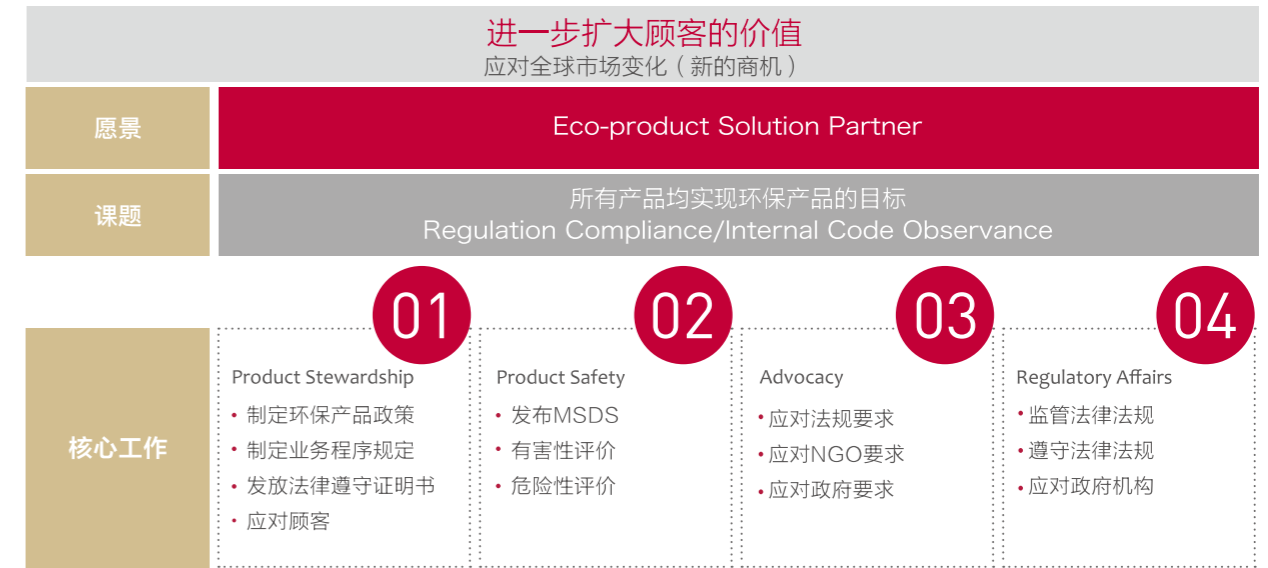 进一步扩大顾客的价值
应对全球市场变化（新的商机）
愿景
Eco-product Solution Partner
课题
所有产品均实现环保产品的目标
Regulation Compliance/Internal Code Observance
核心工作
01
Product Stewardship
• 制定环保产品政策
• 制定业务程序规定
• 发放法律遵守证明书
• 应对顾客
02
Product Safety
• 发布MSDS
• 有害性评价
• 危险性评价
03
Advocacy
• 应对法规要求
• 应对NGO要求
• 应对政府要求
04
Regulatory Affairs
• 监管法律法规
• 遵守法律法规
• 应对政府机构